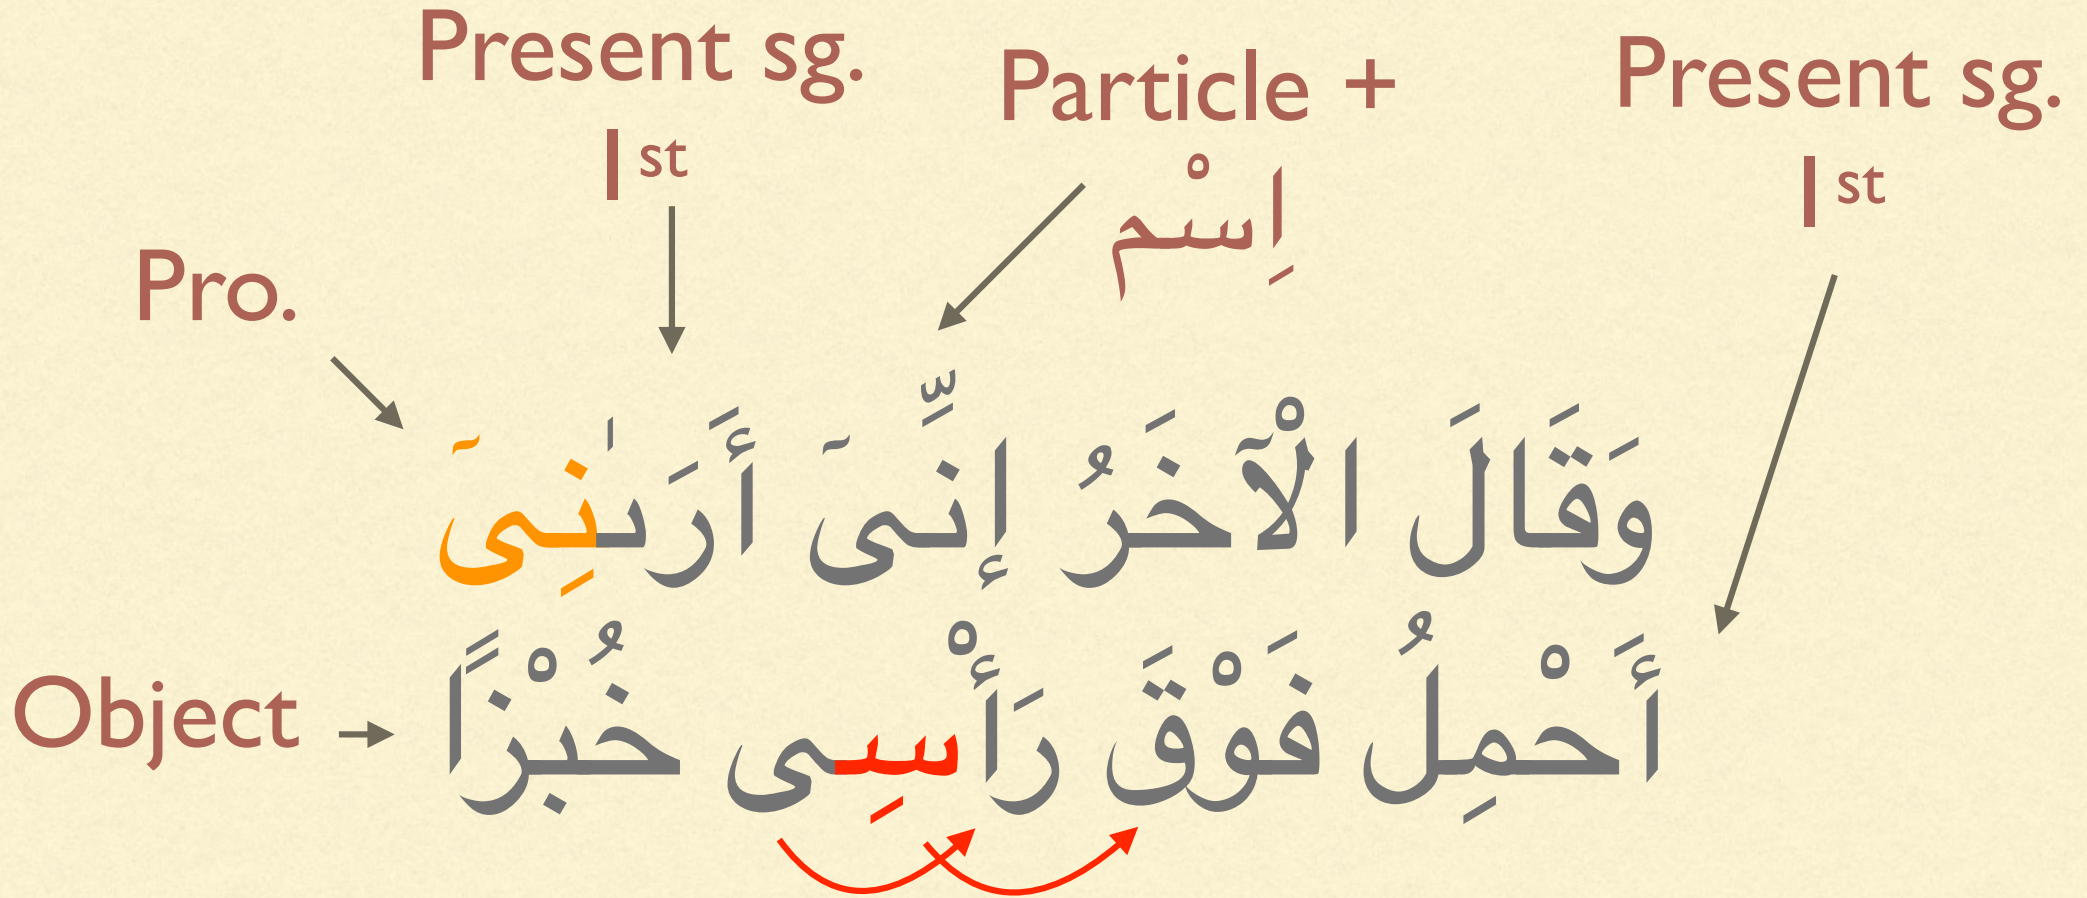 Present sg.
1st
Particle +
اِسْم
Present sg.
1st
Pro.
وَقَالَ الْآخَرُ إِنِّىٓ أَرَىٰنِىٓ
Object
أَحْمِلُ فَوْقَ رَأْسِى خُبْزًا